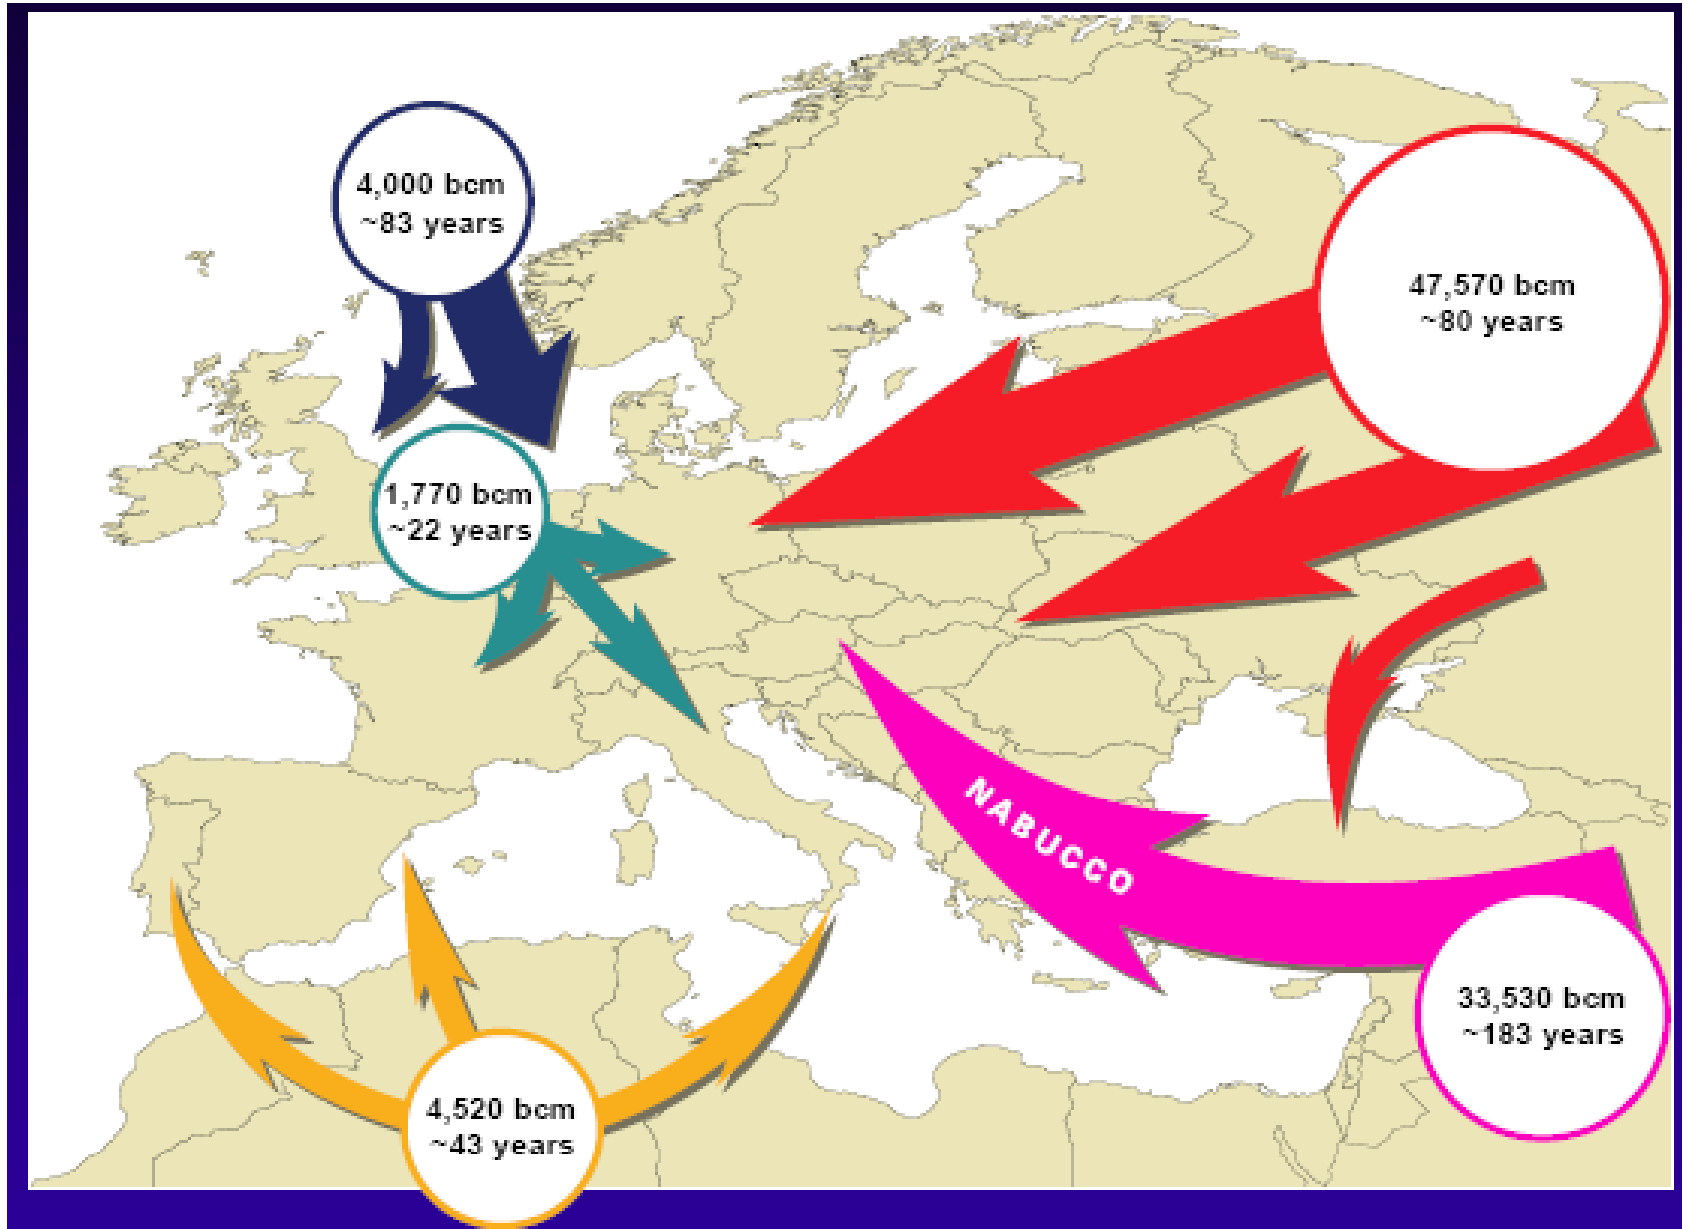 4,000 bcm
~83 years
47,570 bcm
~80 years
1,770 bcm
~22 years
NABUCCO
33,530 bcm
~183 years
4,520 bcm
~43 years